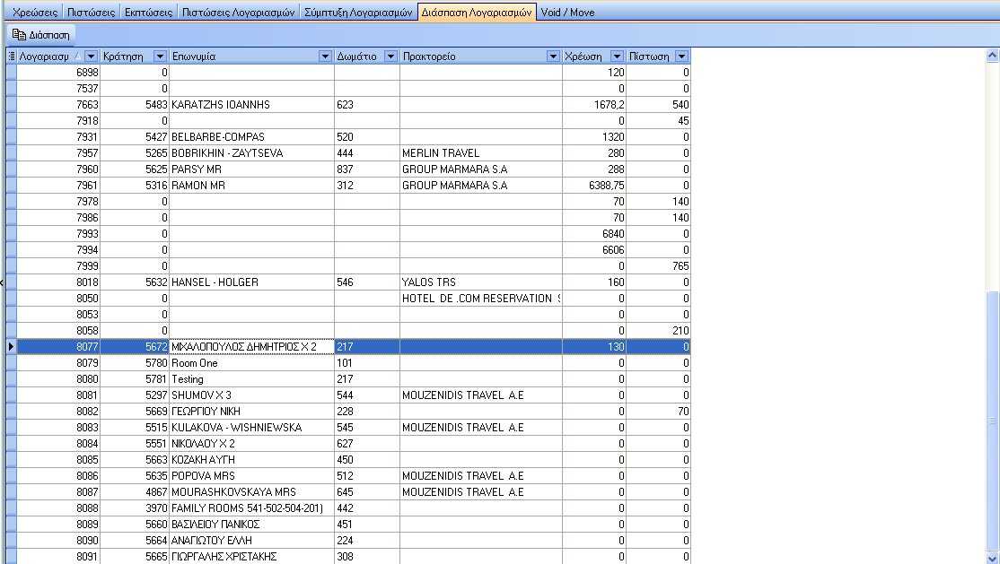 Χρεώσεις Πιστώσεις Εκπτώσεις Πιστώσεις Λογαριασμών Σύμπτυξη Λογαριασμών Διάσπαση Λογαριασμών Void / Move
Διάσπαση
Λογαριασμ Κράτηση Επωνυμία Δωμάτιο Πρακτορείο Χρέωση Πίστωση
6898 0 120 0
7537 0 0 0
7663 5483 KARATZHS IOANNHS 623 1678,2 540
7918 0 0 45
7931 5427 BELBARBE-COMPAS 520 1320 0
7957 5265 BOBRIKHIN - ZAYTSEVA 444 MERLIN TRAVEL 280 0
7960 5625 PARSY MR 837 GROUP MARMARA S.A 288 0
7961 5316 RAMON MR 312 GROUP MARMARA S.A 6388,75 0
7978 0 70 140
7986 0 70 140
7993 0 6840 0
7994 0 6606 0
7999 0 0 765
8018 5632 HANSEL - HOLGER 546 YALOS TRS 160 0
8050 0 HOTEL DE .COM RESERVATION S 0 0
8053 0 0 0
8058 0 0 210
8077 5672 ΜΙΧΑΛΟΠΟΥΛΟΣ ΔΗΜΗΤΡΙΟΣ Χ 2 217 130 0
8079 5780 Room One 101 0 0
8080 5781 Testing 217 0 0
8081 5297 SHUMOV X 3 544 MOUZENIDIS TRAVEL A.E 0 0
8082 5669 ΓΕΩΡΓΙΟΥ ΝΙΚΗ 228 0 70
8083 5515 KULAKOVA - WISHNIEWSKA 545 MOUZENIDIS TRAVEL A.E 0 0
8084 5551 ΝΙΚΟΛΑΟΥ Χ 2 627 0 0
8085 5663 ΚΟΖΑΚΗ ΑΥΓΗ 450 0 0
8086 5635 POPOVA MRS 512 MOUZENIDIS TRAVEL A.E 0 0
8087 4867 MOURASHKOVSKAYA MRS 645 MOUZENIDIS TRAVEL A.E 0 0
8088 3970 FAMILY ROOMS 541-502-504-201) 442 0 0
8089 5660 ΒΑΣΙΛΕΙΟΥ ΠΑΝΙΚΟΣ 451 0 0
8090 5664 ΑΝΑΓΙΩΤΟΥ ΕΛΛΗ 224 0 0
8091 5665 ΓΙΩΡΓΑΛΗΣ ΧΡΙΣΤΑΚΗΣ 308 0 0